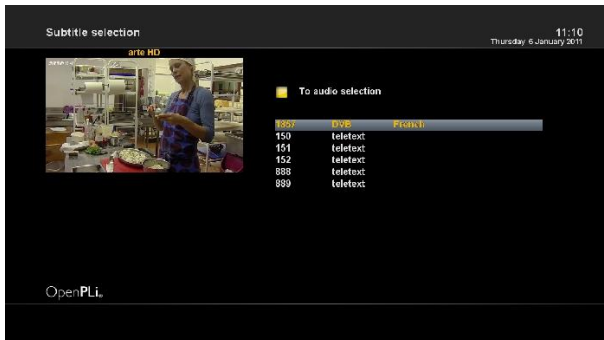 Subtitle selection
11:10
Thursday 6 January 2011
arte HD
To audio selection
1857 DVB French
150 teletext
151 teletext
152 teletext
888 teletext
889 teletext
OpenPLi®